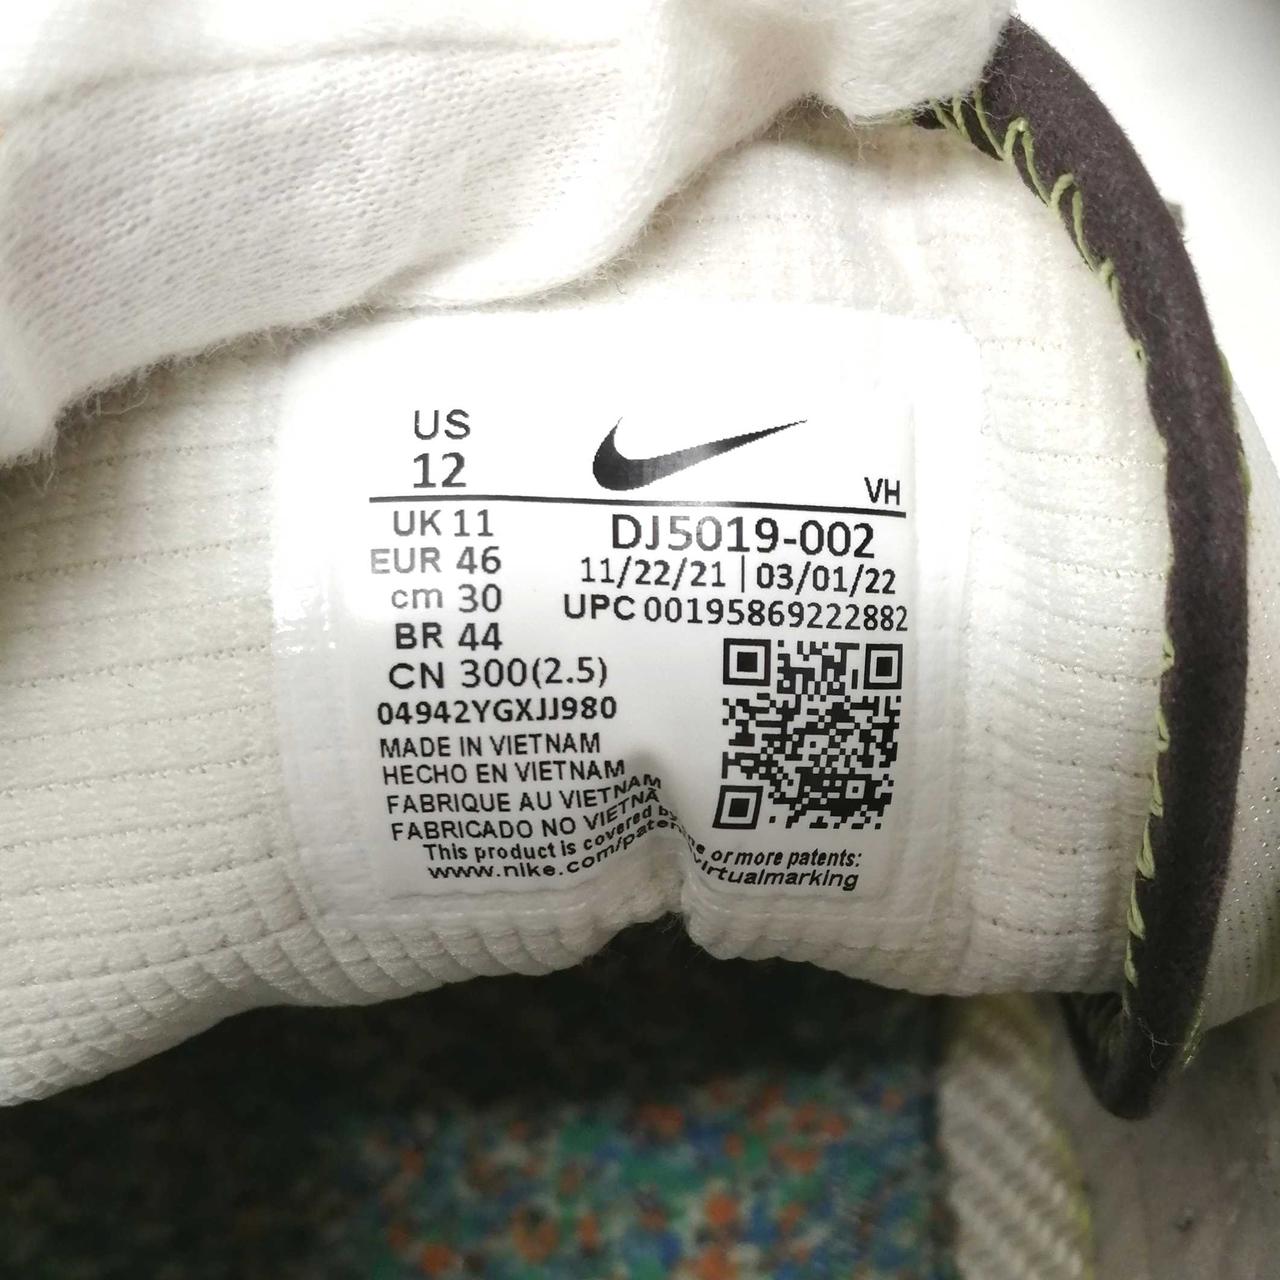 US
12
VH
UK 11
EUR 46
cm 30
BR 44
CN 300(2.5)
04942YGXJJ980
DJ5019-002
11/22/21 | 03/01/22
UPC 00195869222882
MADE IN VIETNAM
HECHO EN VIETNAM
FABRIQUE AU VIETNAM
FABRICADO NO VIETNÃ
This product is covered by or more patents:
www.nike.com/paten virtualmarking